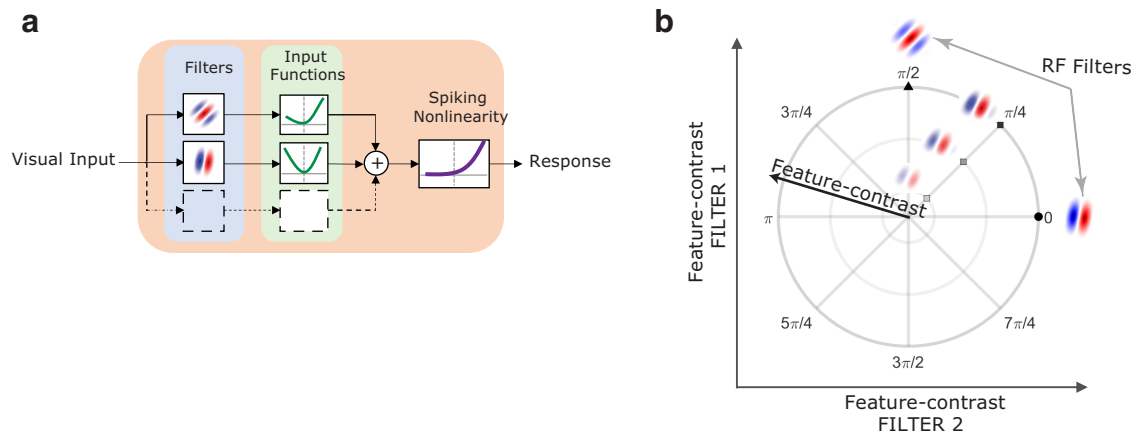 a
Filters
Input
Functions
Spiking
Nonlinearity
Visual Input
+
Response
b
RF Filters
π/2
3π/4
π/4
Feature-contrast
π
0
5π/4
7π/4
3π/2
Feature-contrast
FILTER 1
Feature-contrast
FILTER 2